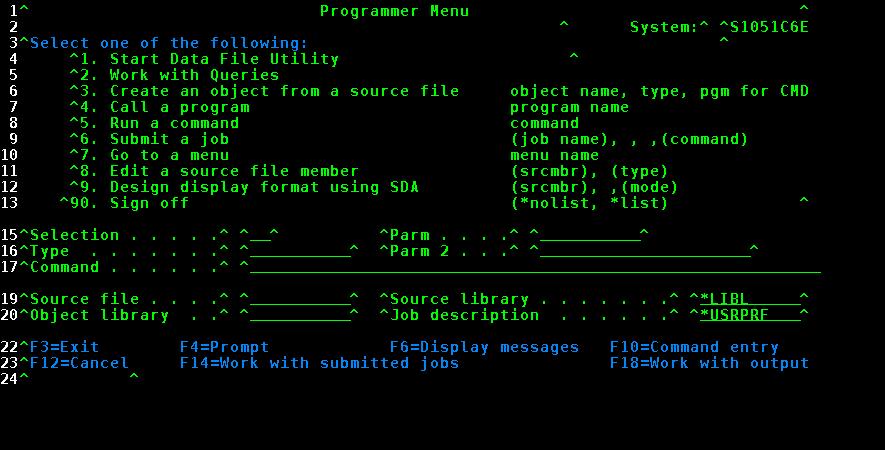 1^ Programmer Menu ^
2 ^ System:^ ^S1051C6E
3^Select one of the following: ^
4 ^1. Start Data File Utility ^
5 ^2. Work with Queries
6 ^3. Create an object from a source file object name, type, pgm for CMD
7 ^4. Call a program program name
8 ^5. Run a command command
9 ^6. Submit a job (job name), , ,(command)
10 ^7. Go to a menu menu name
11 ^8. Edit a source file member (srcmbr), (type)
12 ^9. Design display format using SDA (srcmbr), ,(mode)
13 ^90. Sign off (*nolist, *list) ^
15^Selection . . . . .^ ^__^ ^Parm . . . .^ ^__________^
16^Type . . . . . . .^ ^__________^ ^Parm 2 . . .^ ^_____________________^
17^Command . . . . . .^ ^_________________________________________________________
19^Source file . . . .^ ^__________^ ^Source library . . . . . . .^ ^*LIBL_____^
20^Object library . .^ ^__________^ ^Job description . . . . . .^ ^*USRPRF___^
22^F3=Exit F4=Prompt F6=Display messages F10=Command entry
23^F12=Cancel F14=Work with submitted jobs F18=Work with output
24^ ^